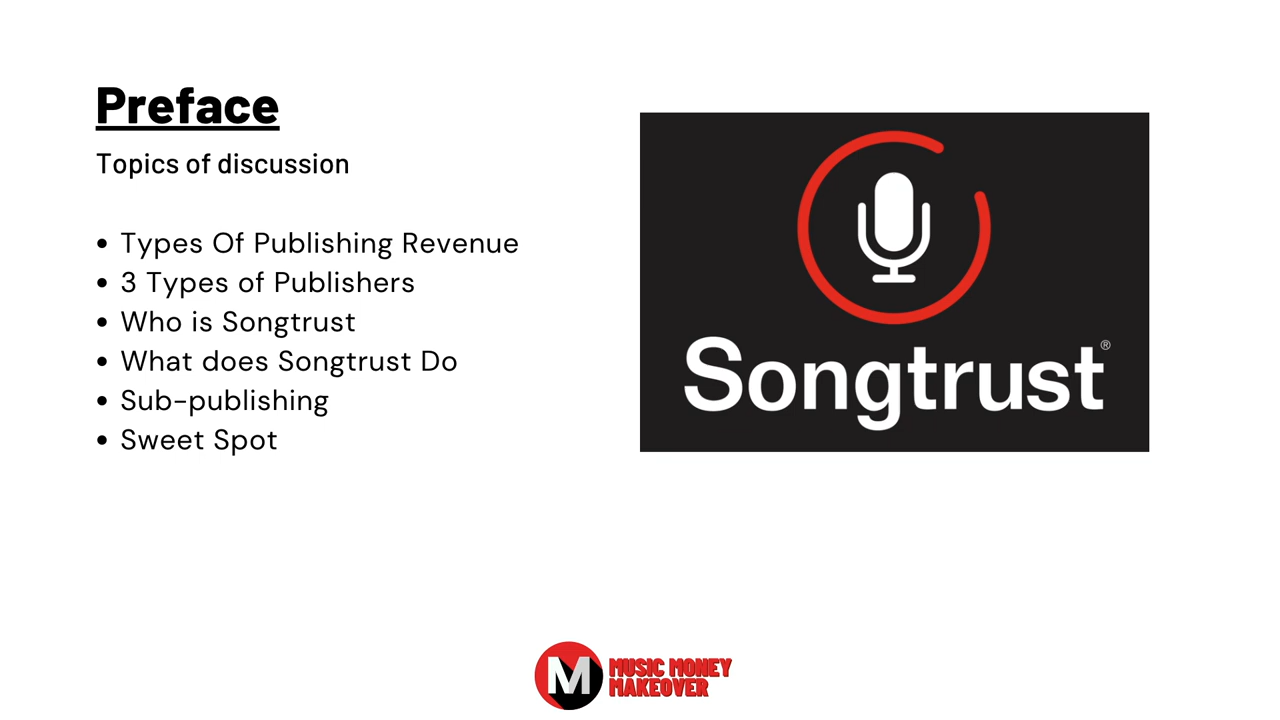 Preface
Topics of discussion
• Types Of Publishing Revenue
• 3 Types of Publishers
• Who is Songtrust
• What does Songtrust Do
• Sub-publishing
• Sweet Spot
Songtrust®
M
MUSIC MONEY
MAKEOVER